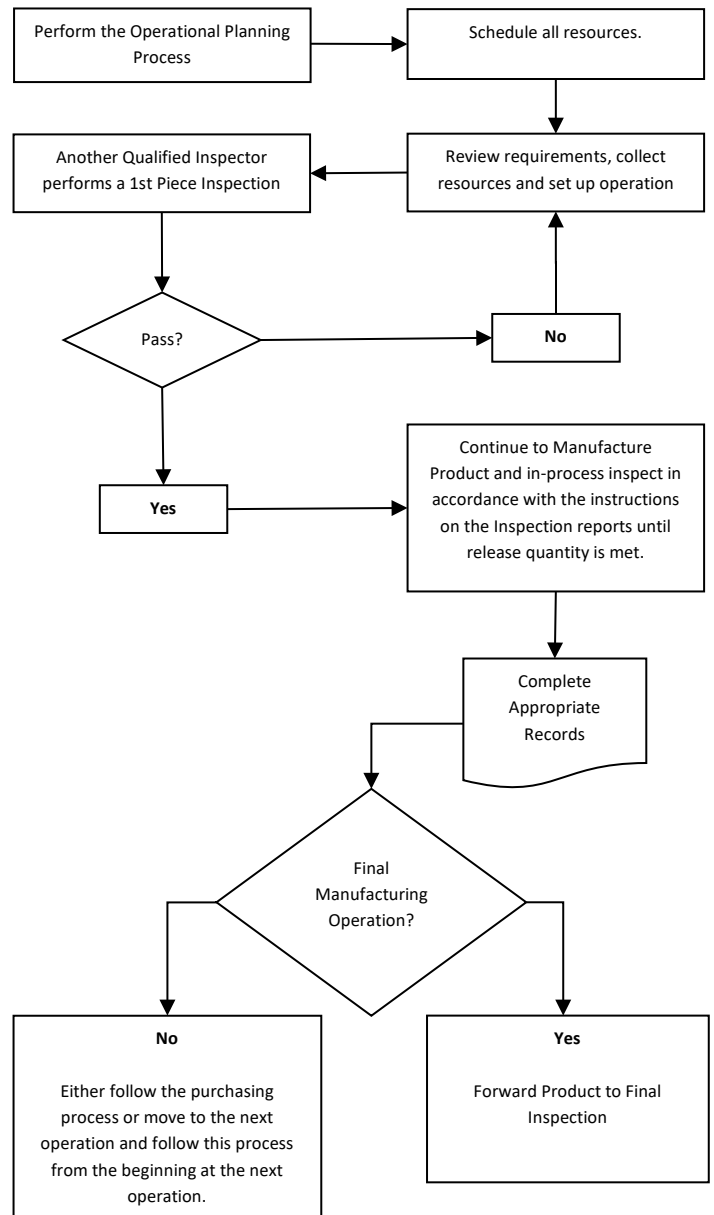 Perform the Operational Planning
Process
Schedule all resources.
Review requirements, collect
resources and set up operation
Another Qualified Inspector
performs a 1st Piece Inspection
Pass?
No
Yes
Continue to Manufacture
Product and in-process inspect in
accordance with the instructions
on the Inspection reports until
release quantity is met.
Complete
Appropriate
Records
Final
Manufacturing
Operation?
No
Either follow the purchasing
process or move to the next
operation and follow this process
from the beginning at the next
operation.
Yes
Forward Product to Final
Inspection